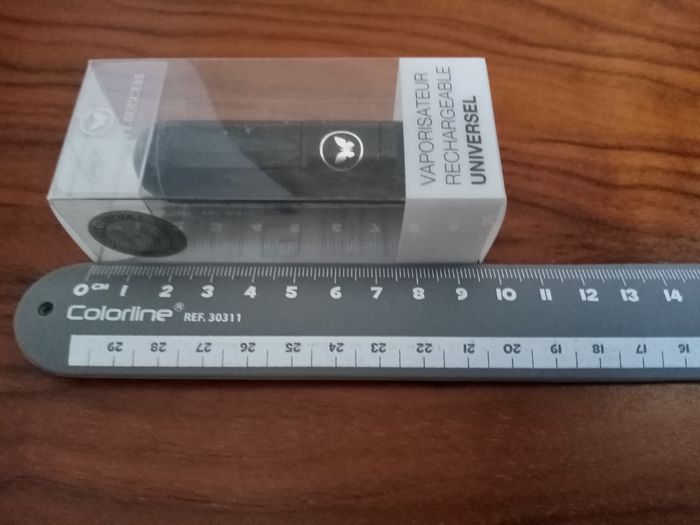 VAPORISATEUR
RECHARGEABLE
UNIVERSEL
0 CM 1 2 3 4 5 6 7 8 9 10 11 12 13 14
Colorline® REF. 30311
29 28 27 26 25 24 23 22 21 20 19 18 17 16